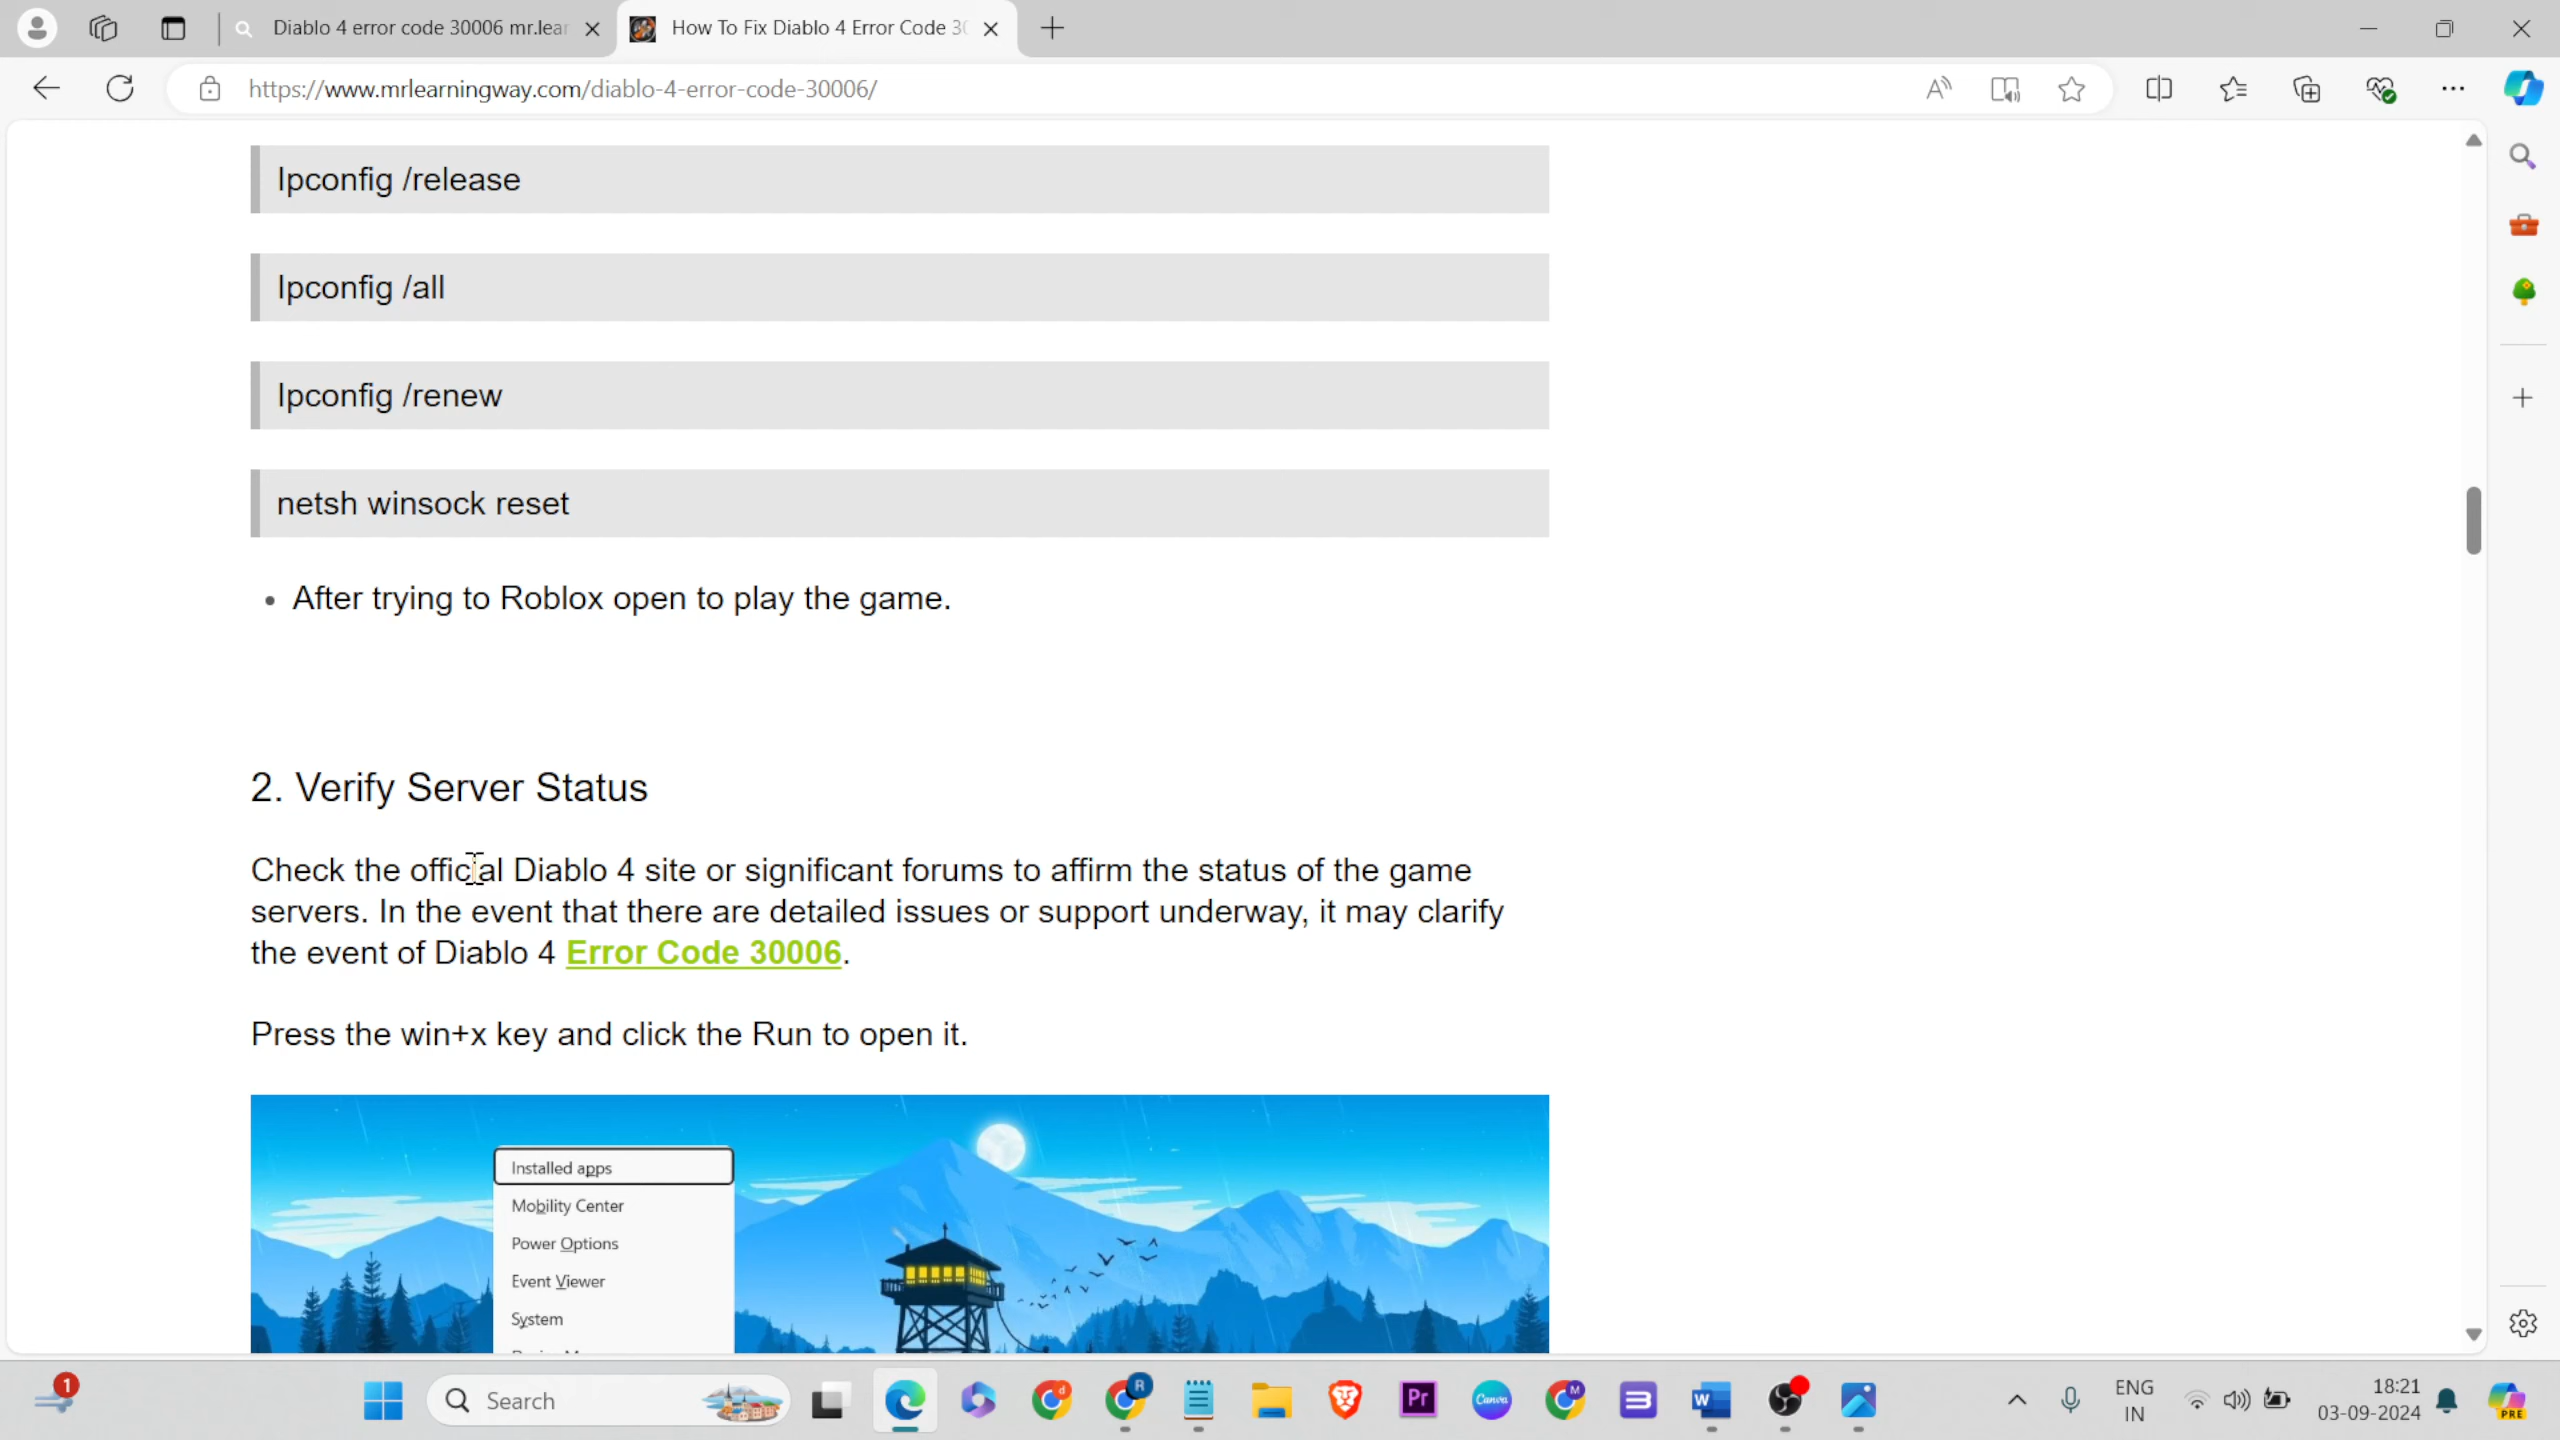 Diablo 4 error code 30006 mr.lear
How To Fix Diablo 4 Error Code 30
https://www.mrlearningway.com/diablo-4-error-code-30006/
Ipconfig /release
Ipconfig /all
Ipconfig /renew
netsh winsock reset
• After trying to Roblox open to play the game.
2. Verify Server Status
Check the official Diablo 4 site or significant forums to affirm the status of the game
servers. In the event that there are detailed issues or support underway, it may clarify
the event of Diablo 4 Error Code 30006.
Press the win+x key and click the Run to open it.
Installed apps
Mobility Center
Power Options
Event Viewer
System
1
Search
d
R
Pr
Canva
M
W
ENG
IN
18:21
03-09-2024
PRE